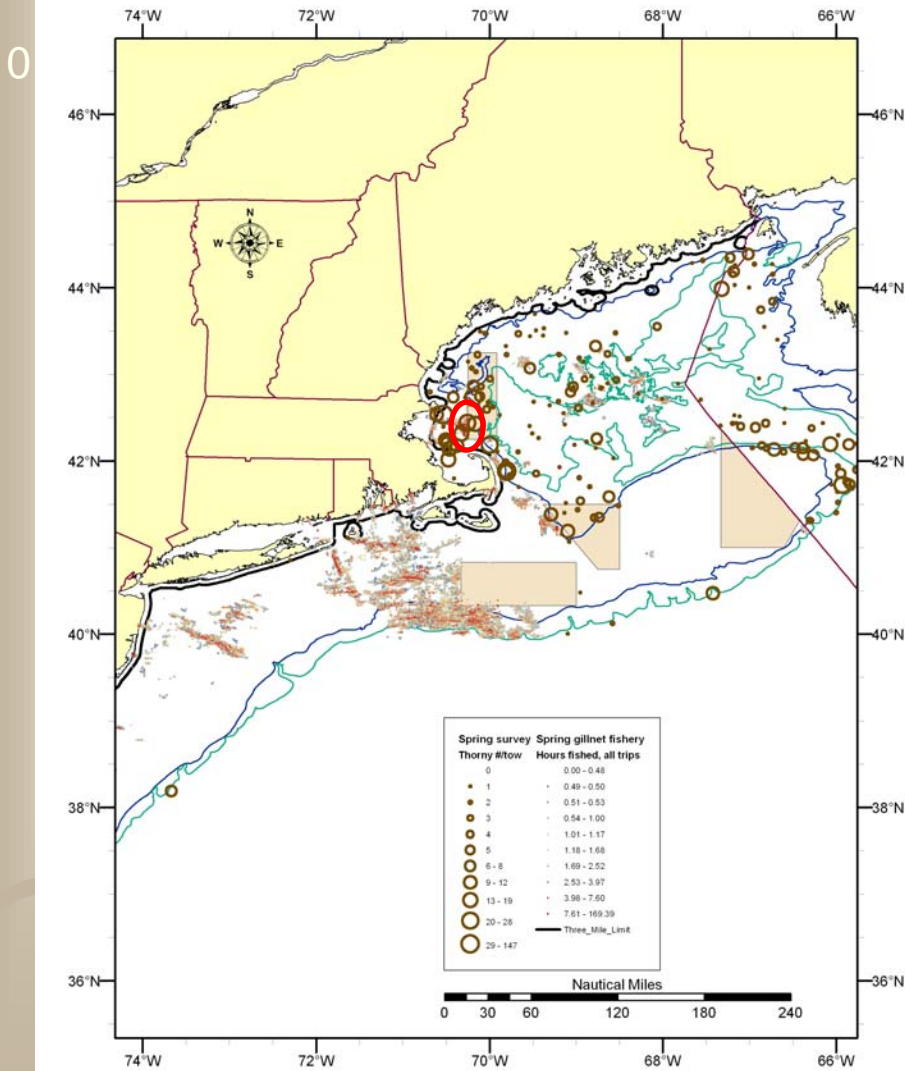 74°W 72°W 70°W 68°W 66°W
0
46°N 46°N
N
W E
S
44°N 44°N
42°N 42°N
40°N 40°N
Spring survey Spring gillnet fishery
Thorny #/tow Hours fished, all trips
0 0.00 - 0.48
1 0.49 - 0.50
2 0.51 - 0.53
3 0.54 - 1.00
4 1.01 - 1.17
5 1.18 - 1.68
6 - 8 1.69 - 2.52
9 - 12 2.53 - 3.97
13 - 19 3.98 - 7.60
20 - 28 7.61 - 169.39
29 - 147 Three_Mile_Limit
38°N 38°N
36°N 36°N
Nautical Miles
0 30 60 120 180 240
74°W 72°W 70°W 68°W 66°W